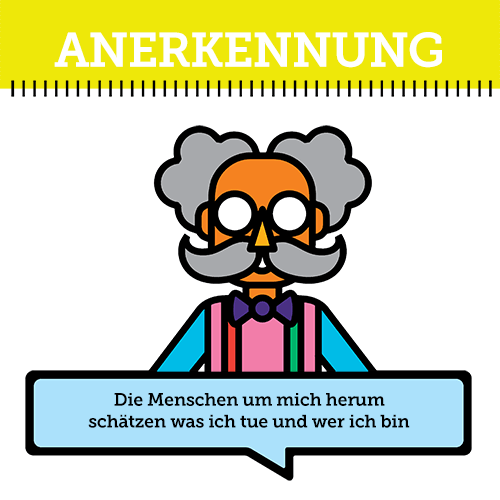 ANERKENNUNG
Die Menschen um mich herum
schätzen was ich tue und wer ich bin